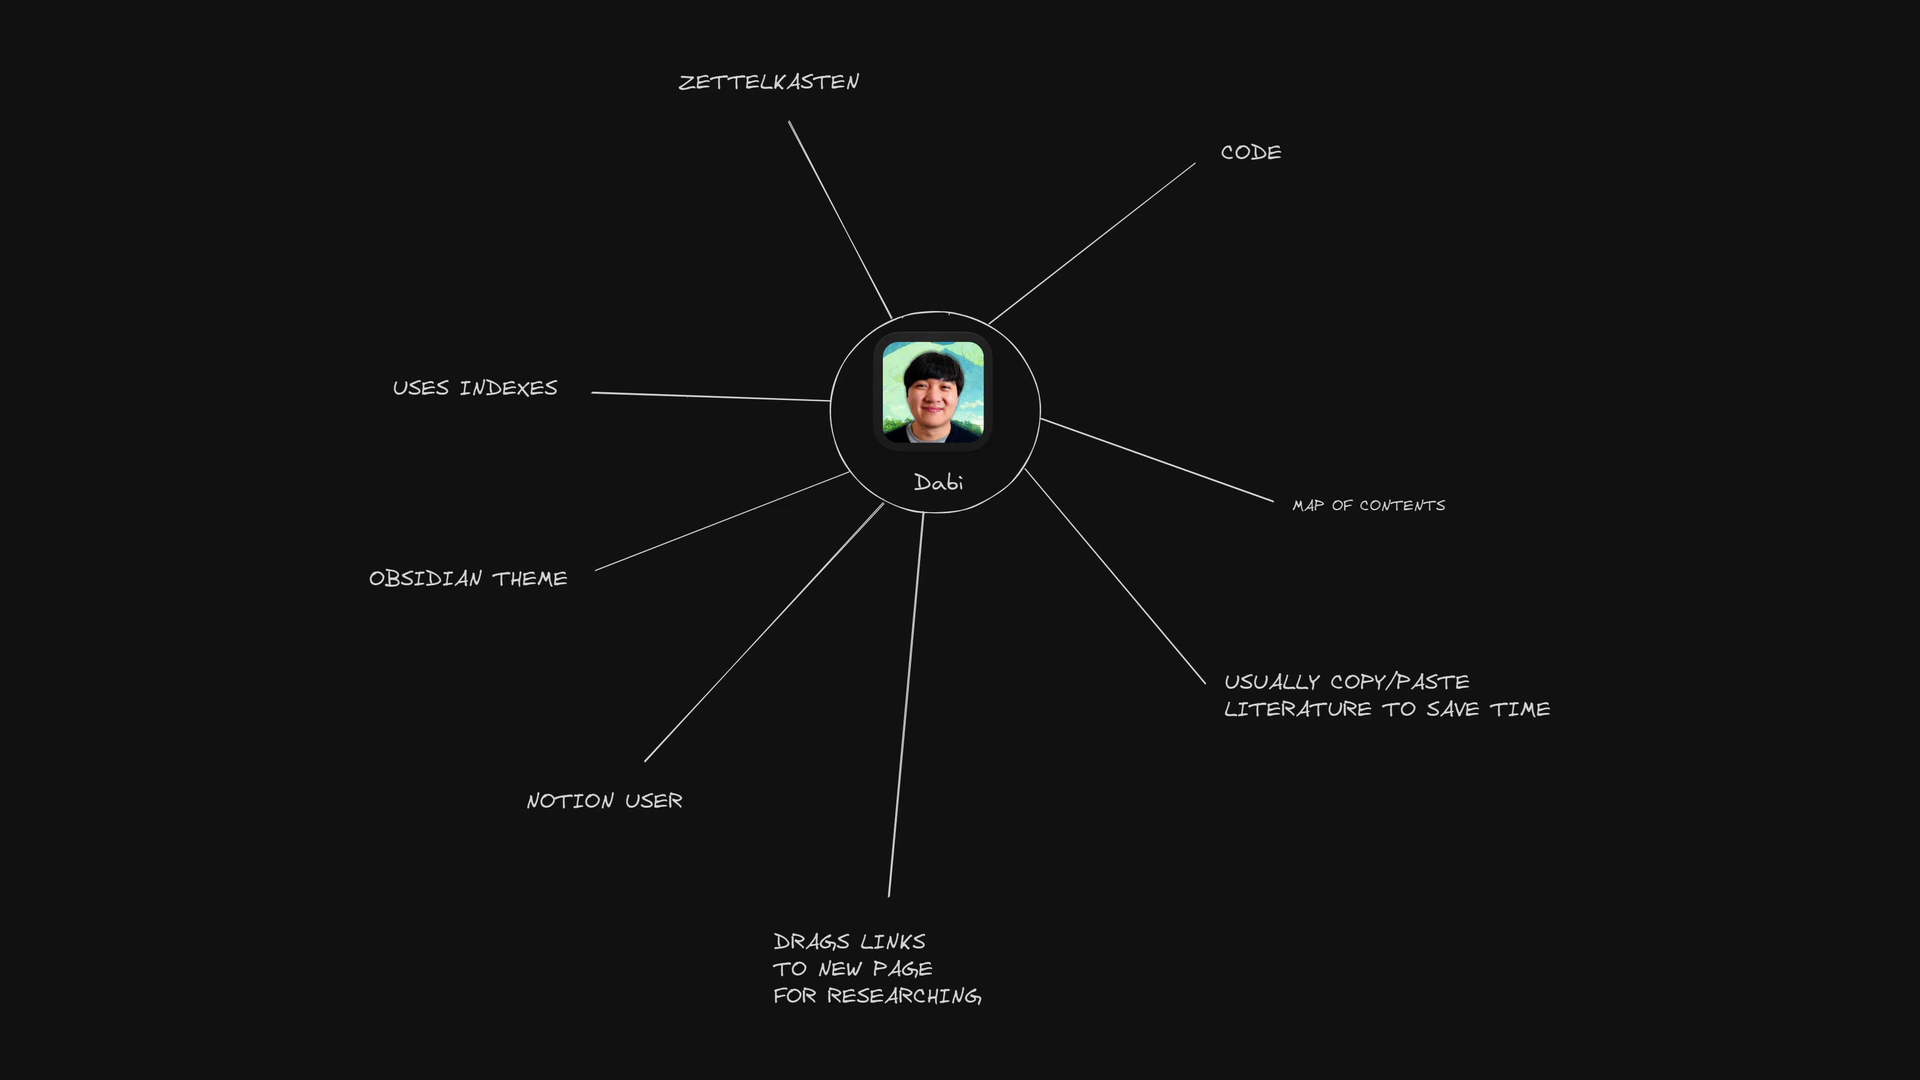 ZETTELKASTEN
CODE
USES INDEXES
Dabi
MAP OF CONTENTS
OBSIDIAN THEME
USUALLY COPY/PASTE
LITERATURE TO SAVE TIME
NOTION USER
DRAGS LINKS
TO NEW PAGE
FOR RESEARCHING